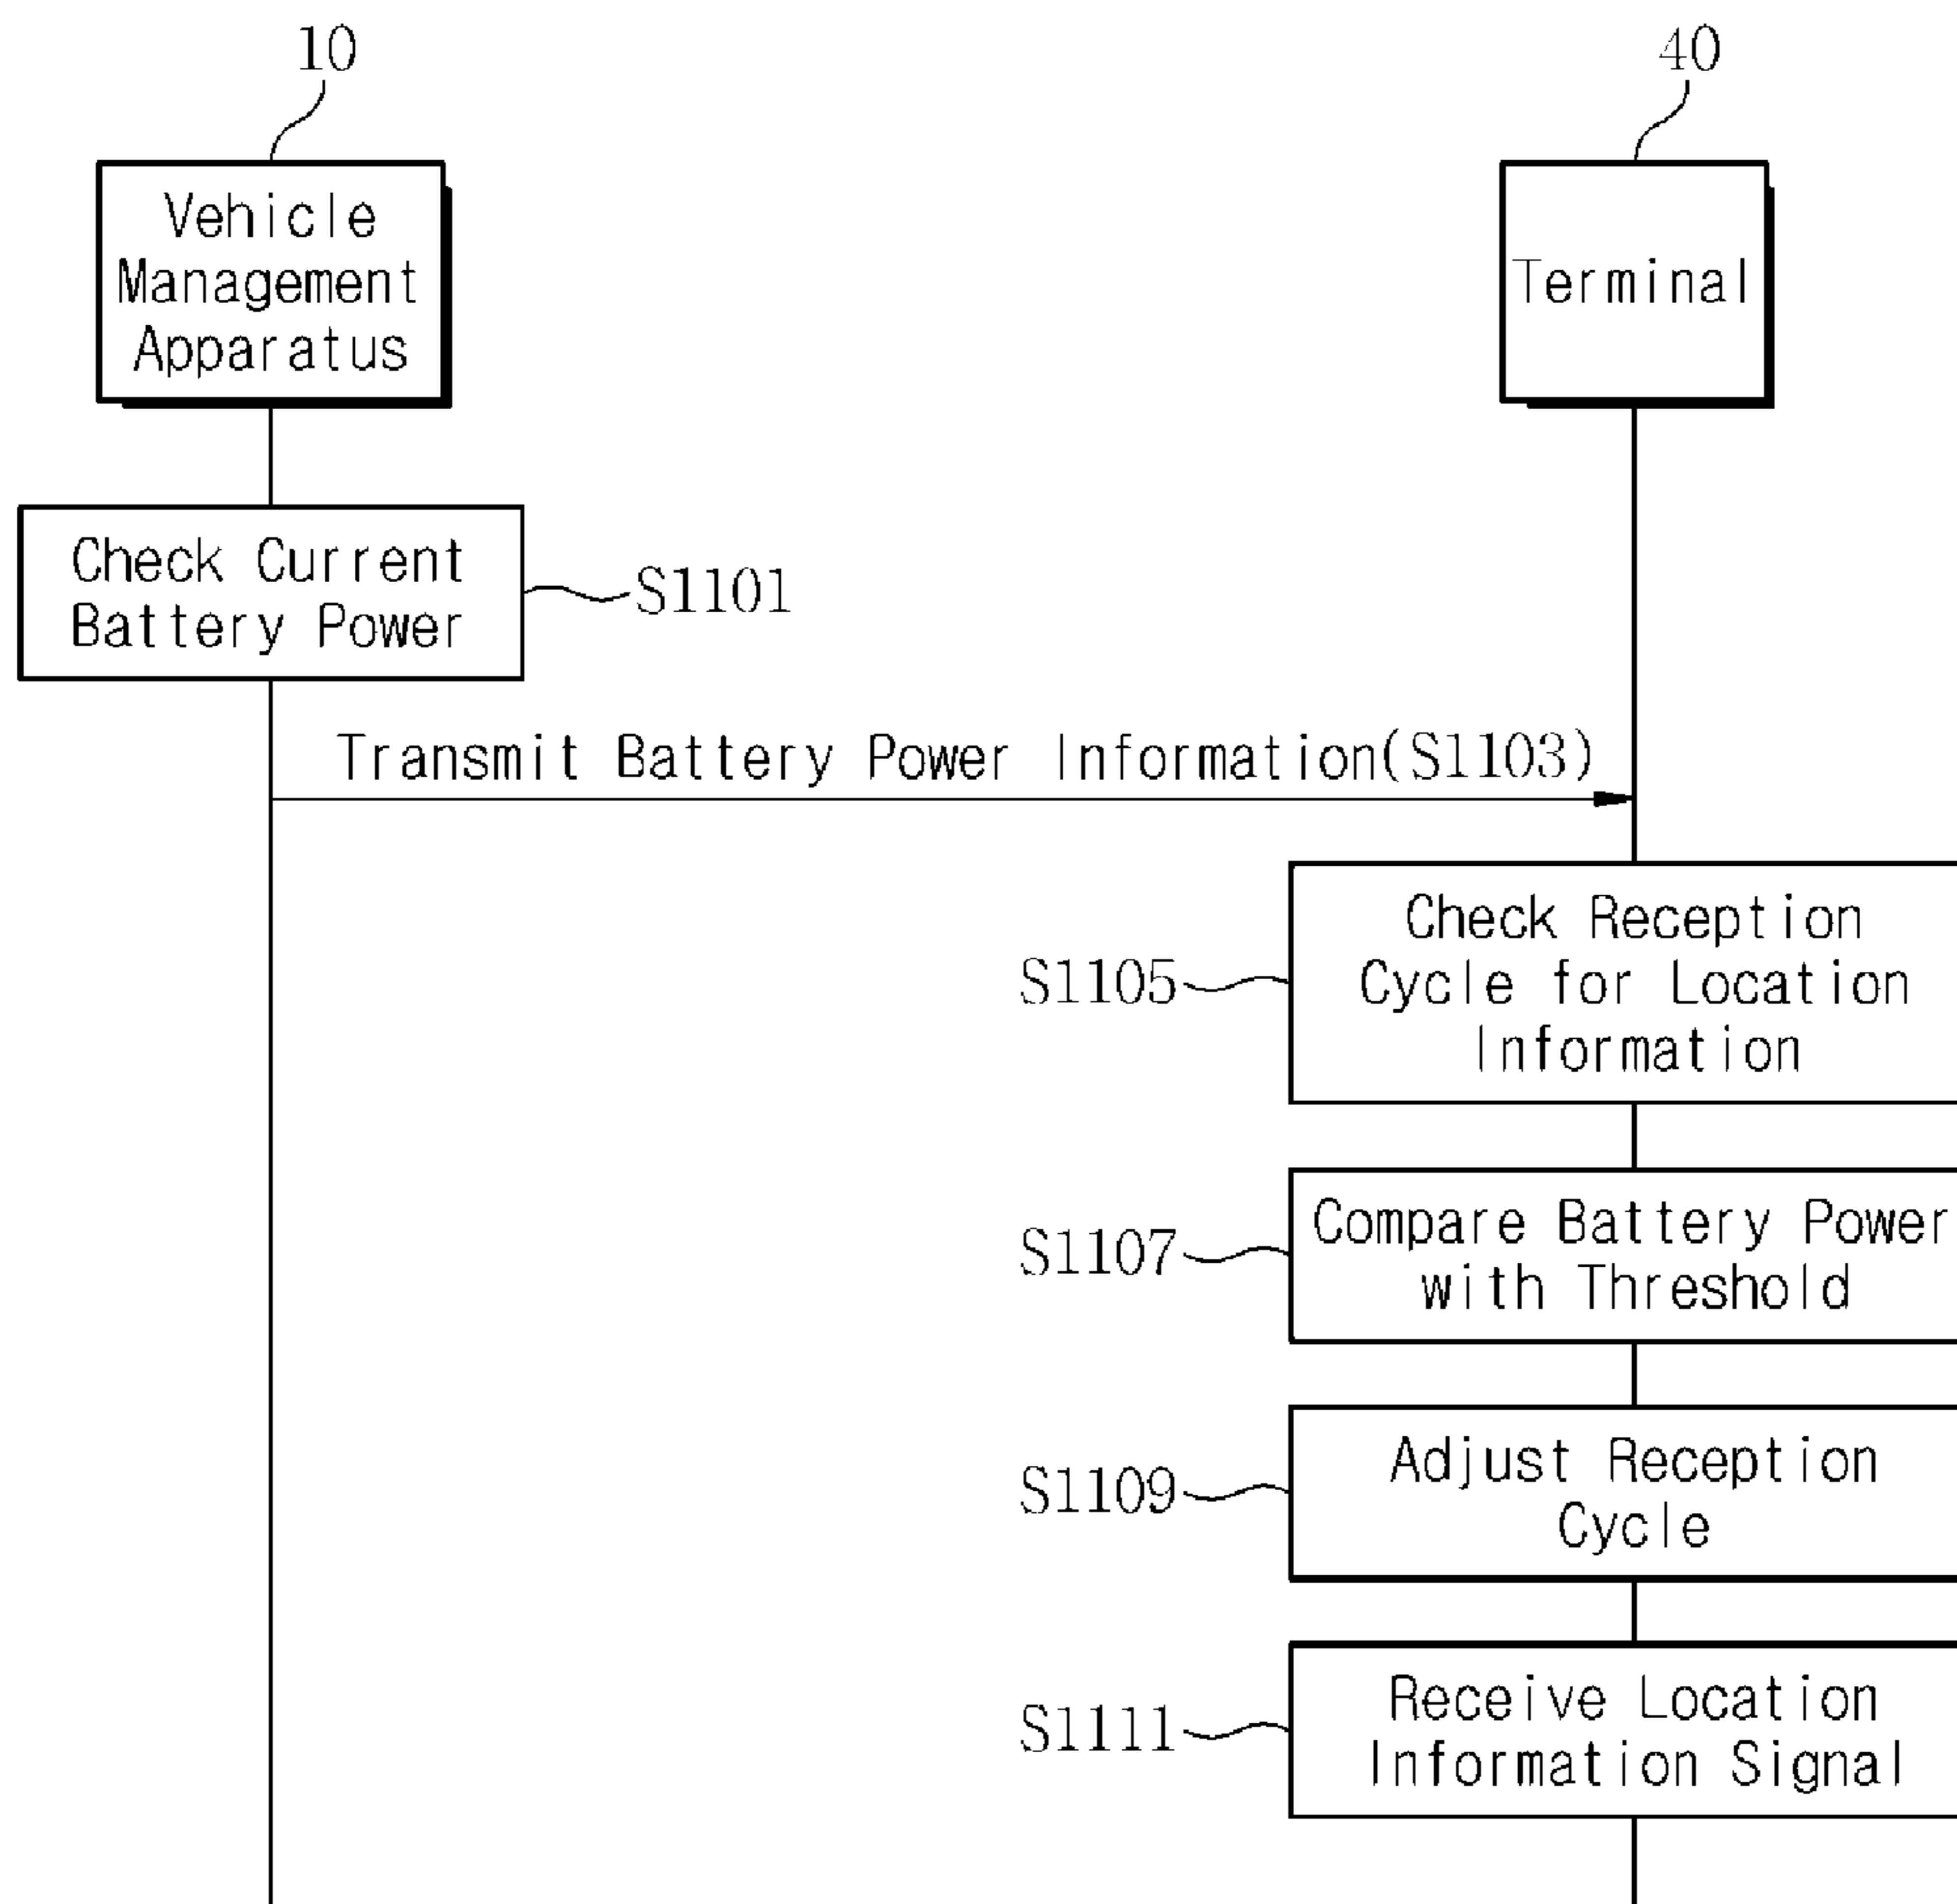 10
40
Vehicle
Management
Apparatus
Terminal
Check Current
Battery Power
S1101
Transmit Battery Power Information(S1103)
Check Reception
Cycle for Location
Information
S1105
Compare Battery Power
with Threshold
S1107
Adjust Reception
Cycle
S1109
Receive Location
Information Signal
S1111